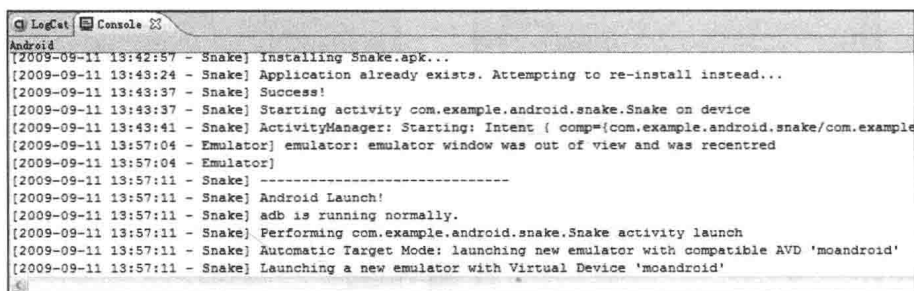 LogCat Console
Android
[2009-09-11 13:42:57 - Snake] Installing Snake.apk...
[2009-09-11 13:43:24 - Snake] Application already exists. Attempting to re-install instead...
[2009-09-11 13:43:37 - Snake] Success!
[2009-09-11 13:43:37 - Snake] Starting activity com.example.android.snake.Snake on device
[2009-09-11 13:43:41 - Snake] ActivityManager: Starting: Intent { comp={com.example.android.snake/com.example
[2009-09-11 13:57:04 - Emulator] emulator: emulator window was out of view and was recentred
[2009-09-11 13:57:04 - Emulator]
[2009-09-11 13:57:11 - Snake] ------------------------------
[2009-09-11 13:57:11 - Snake] Android Launch!
[2009-09-11 13:57:11 - Snake] adb is running normally.
[2009-09-11 13:57:11 - Snake] Performing com.example.android.snake.Snake activity launch
[2009-09-11 13:57:11 - Snake] Automatic Target Mode: launching new emulator with compatible AVD 'moandroid'
[2009-09-11 13:57:11 - Snake] Launching a new emulator with Virtual Device 'moandroid'